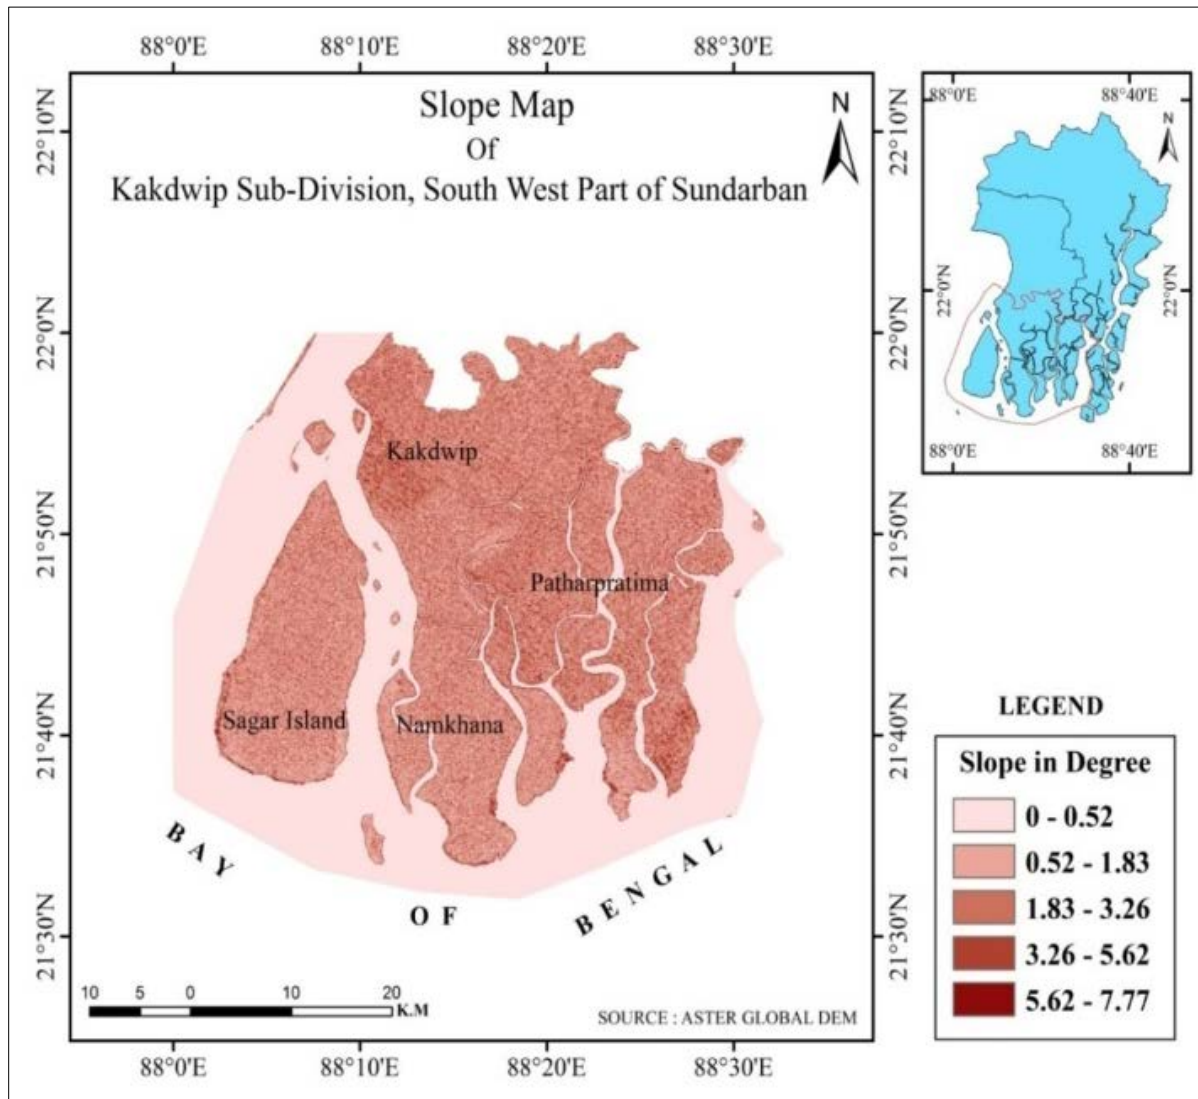 88°0'E 88°10'E 88°20'E 88°30'E
Slope Map
Of
Kakdwip Sub-Division, South West Part of Sundarban
N
22°10'N
22°0'N
21°50'N
21°40'N
21°30'N
22°10'N
22°0'N
21°50'N
21°40'N
21°30'N
Kakdwip
Patharpratima
Sagar Island
Namkhana
BAY
OF
BENGAL
10 5 0 10 20
K.M
SOURCE : ASTER GLOBAL DEM
88°0'E 88°10'E 88°20'E 88°30'E
88°0'E 88°40'E
N
22°0'N 22°0'N
88°0'E 88°40'E
LEGEND
Slope in Degree
0 - 0.52
0.52 - 1.83
1.83 - 3.26
3.26 - 5.62
5.62 - 7.77